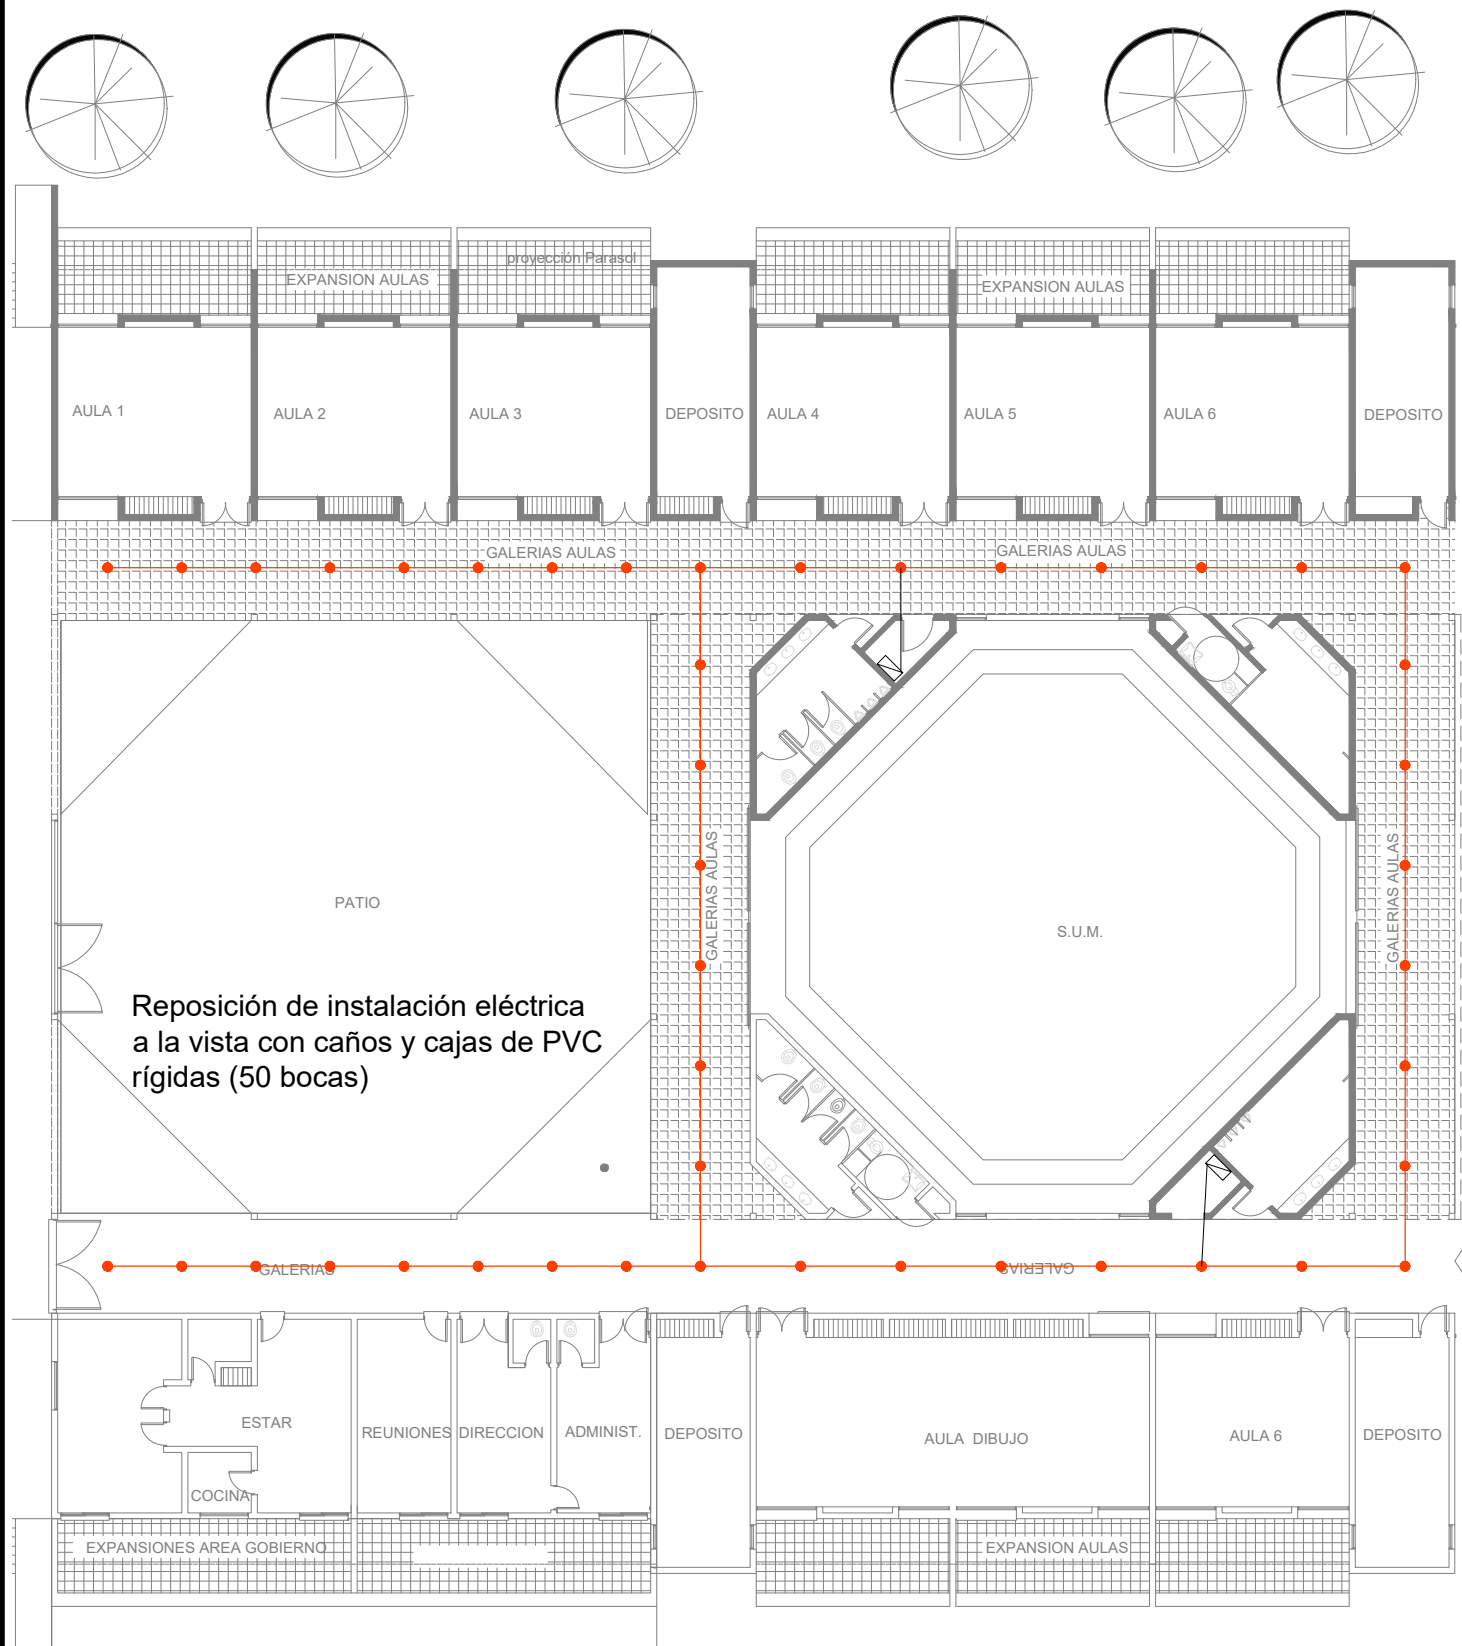 proyección Parasol
EXPANSION AULAS
EXPANSION AULAS
AULA 1
AULA 2
AULA 3
DEPOSITO
AULA 4
AULA 5
AULA 6
DEPOSITO
GALERIAS AULAS
GALERIAS AULAS
GALERIAS AULAS
GALERIAS AULAS
PATIO
S.U.M.
Reposición de instalación eléctrica
a la vista con caños y cajas de PVC
rígidas (50 bocas)
GALERIAS
GALERIAS
ESTAR
REUNIONES
DIRECCION
ADMINIST.
DEPOSITO
AULA DIBUJO
AULA 6
DEPOSITO
COCINA
EXPANSIONES AREA GOBIERNO
EXPANSION AULAS